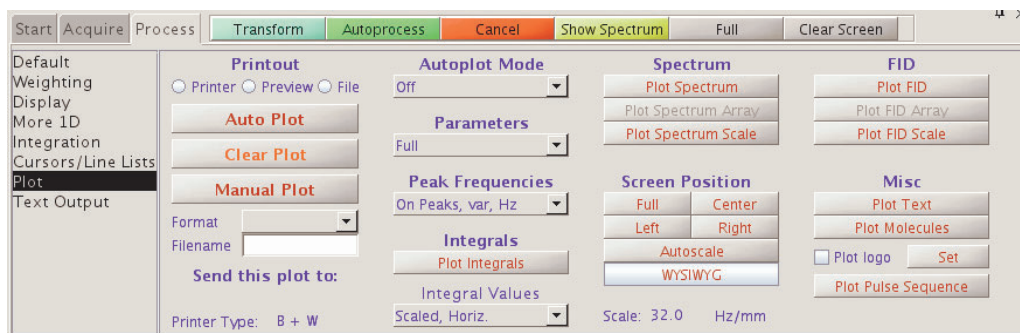 Start Acquire Process Transform Autoprocess Cancel Show Spectrum Full Clear Screen
Default
Weighting
Display
More 1D
Integration
Cursors/Line Lists
Plot
Text Output
Printout
Printer Preview File
Auto Plot
Clear Plot
Manual Plot
Format
Filename
Send this plot to:
Printer Type: B + W
Autoplot Mode
Off
Parameters
Full
Peak Frequencies
On Peaks, var, Hz
Integrals
Plot Integrals
Integral Values
Scaled, Horiz.
Spectrum
Plot Spectrum
Plot Spectrum Array
Plot Spectrum Scale
Screen Position
Full Center
Left Right
Autoscale
WYSIWYG
Scale: 32.0 Hz/mm
FID
Plot FID
Plot FID Array
Plot FID Scale
Misc
Plot Text
Plot Molecules
Plot logo Set
Plot Pulse Sequence